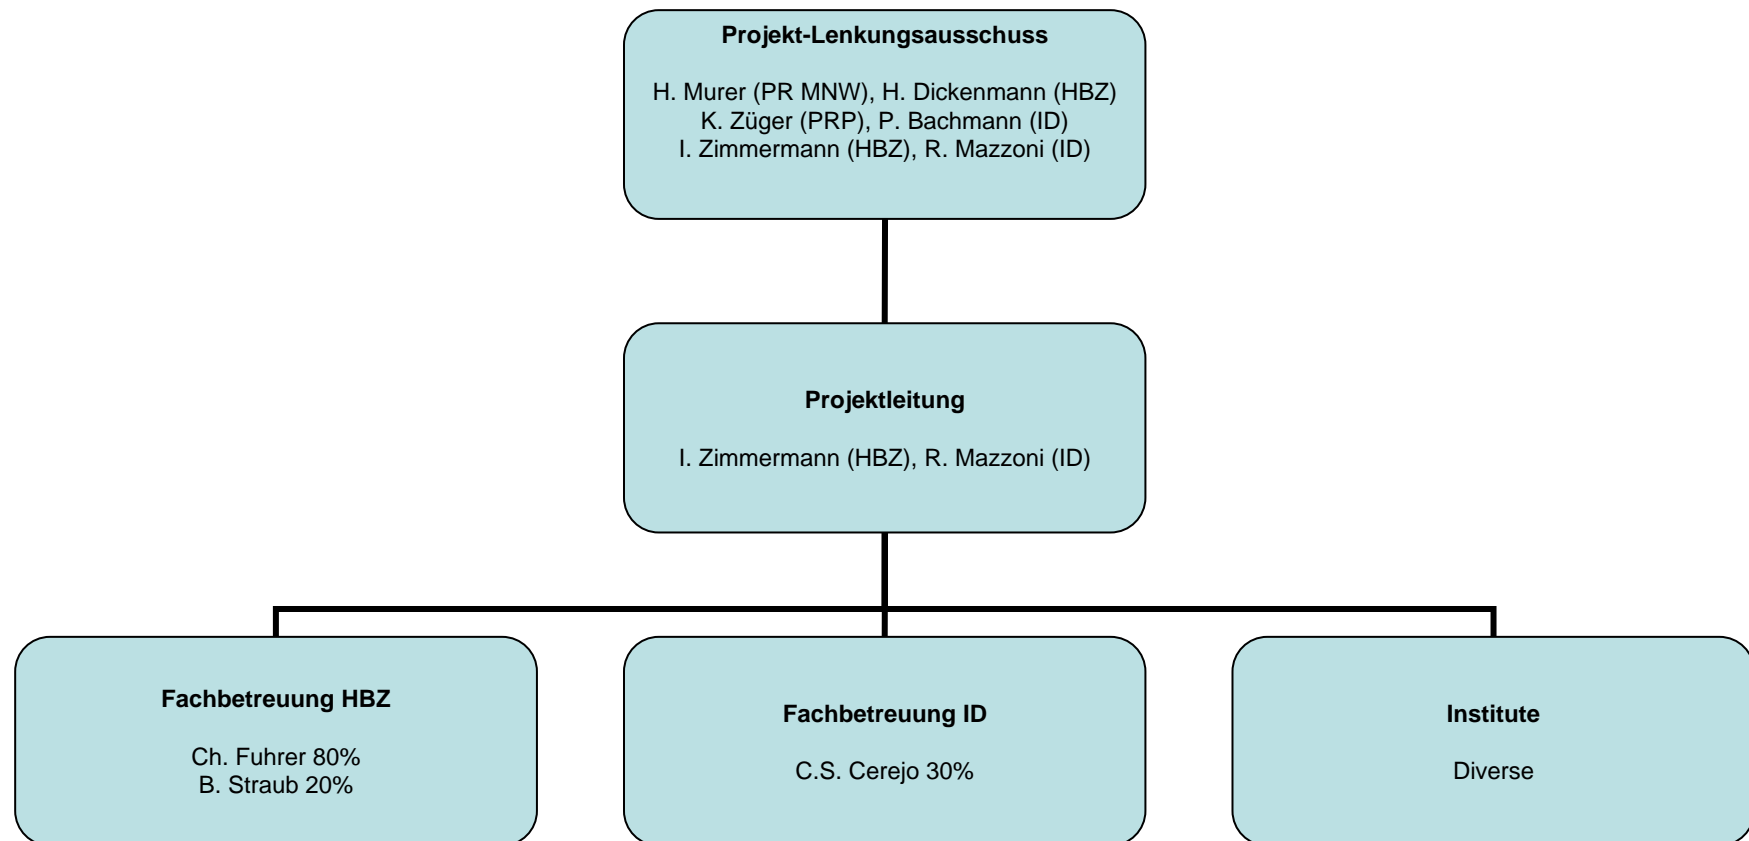 Projekt-Lenkungsausschuss
H. Murer (PR MNW), H. Dickenmann (HBZ)
K. Züger (PRP), P. Bachmann (ID)
I. Zimmermann (HBZ), R. Mazzoni (ID)
Projektleitung
I. Zimmermann (HBZ), R. Mazzoni (ID)
Fachbetreuung HBZ
Ch. Fuhrer 80%
B. Straub 20%
Fachbetreuung ID
C.S. Cerejo 30%
Institute
Diverse